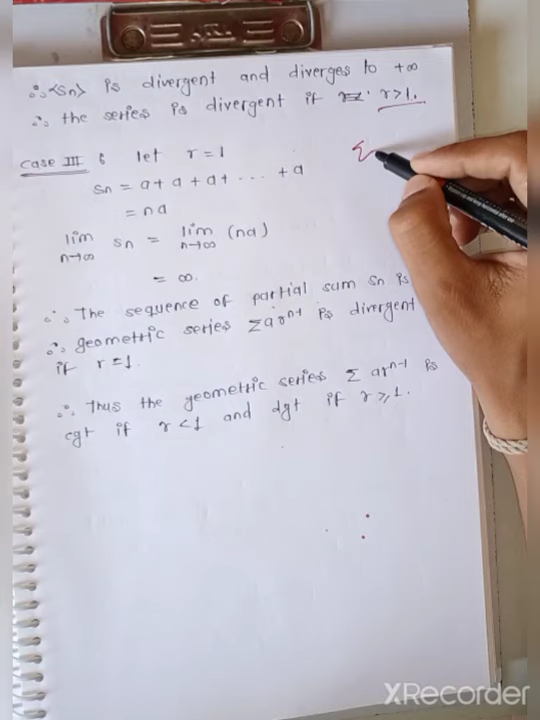 ∴ <Sn> is divergent and diverges to +∞
∴ the series is divergent if r>1.
Case III : let r = 1
Sn = a + a + a + ... + a
= na
lim n→∞ Sn = lim n→∞ (na)
= ∞.
∴ The sequence of partial sum Sn is
∴ geometric series Σarⁿ⁻¹ is divergent
if r = 1.
∴ Thus the geometric series Σ arⁿ⁻¹ is
cgt if r < 1 and dgt if r ≥ 1.
Σ
XRecorder